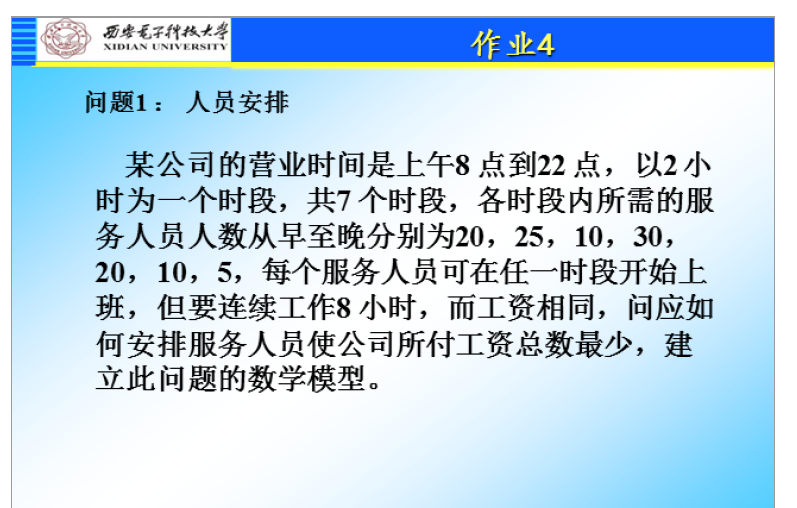 西安电子科技大学
XIDIAN UNIVERSITY
作业4
问题1： 人员安排
某公司的营业时间是上午8 点到22 点，以2 小
时为一个时段，共7 个时段，各时段内所需的服
务人员人数从早至晚分别为20，25，10，30，
20，10，5，每个服务人员可在任一时段开始上
班，但要连续工作8 小时，而工资相同，问应如
何安排服务人员使公司所付工资总数最少，建
立此问题的数学模型。